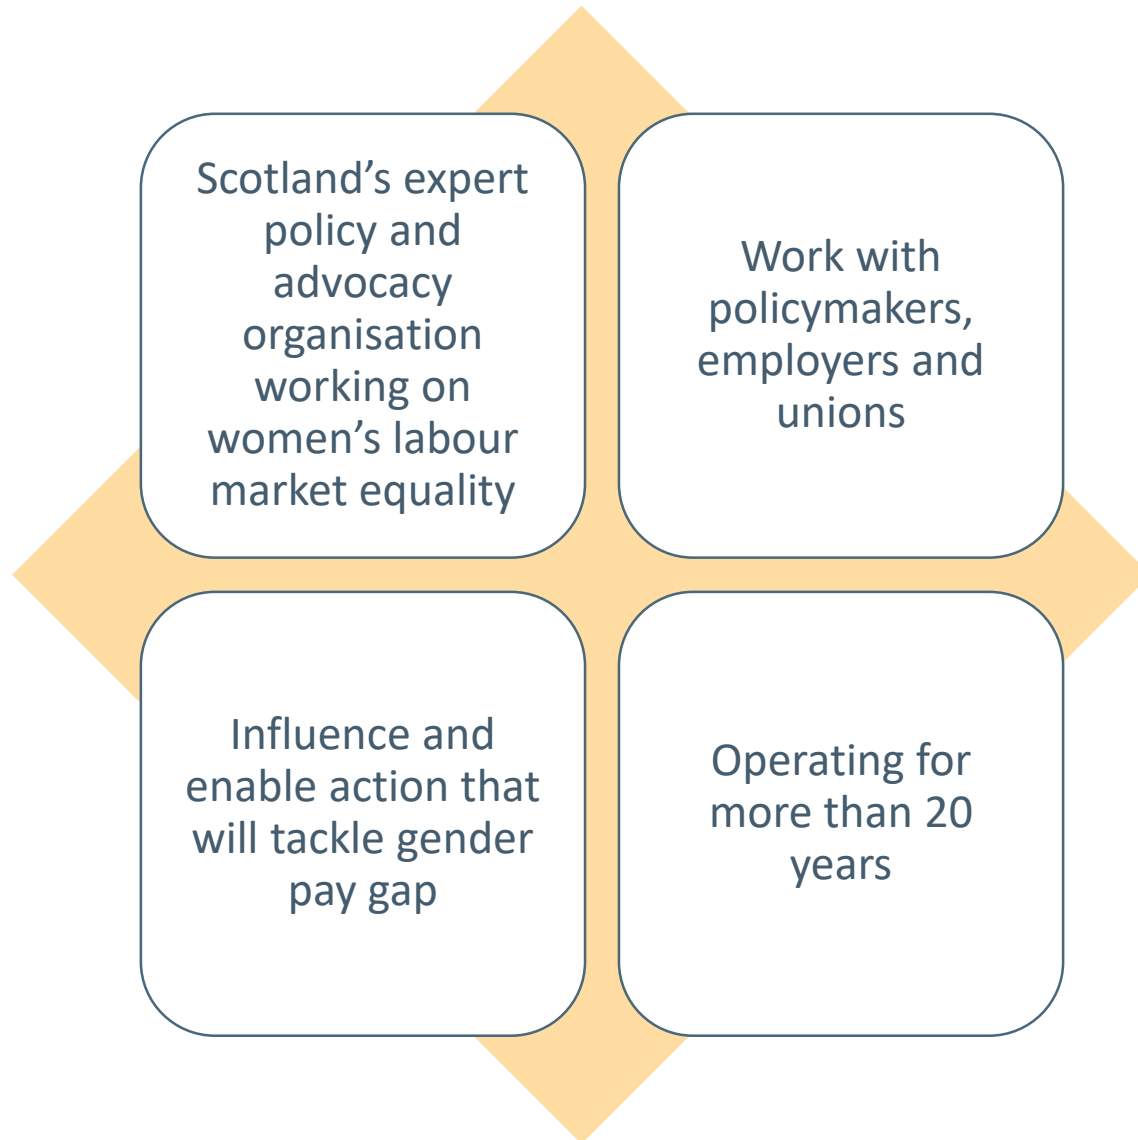 Scotland’s expert
policy and
advocacy
organisation
working on
women’s labour
market equality
Work with
policymakers,
employers and
unions
Influence and
enable action that
will tackle gender
pay gap
Operating for
more than 20
years